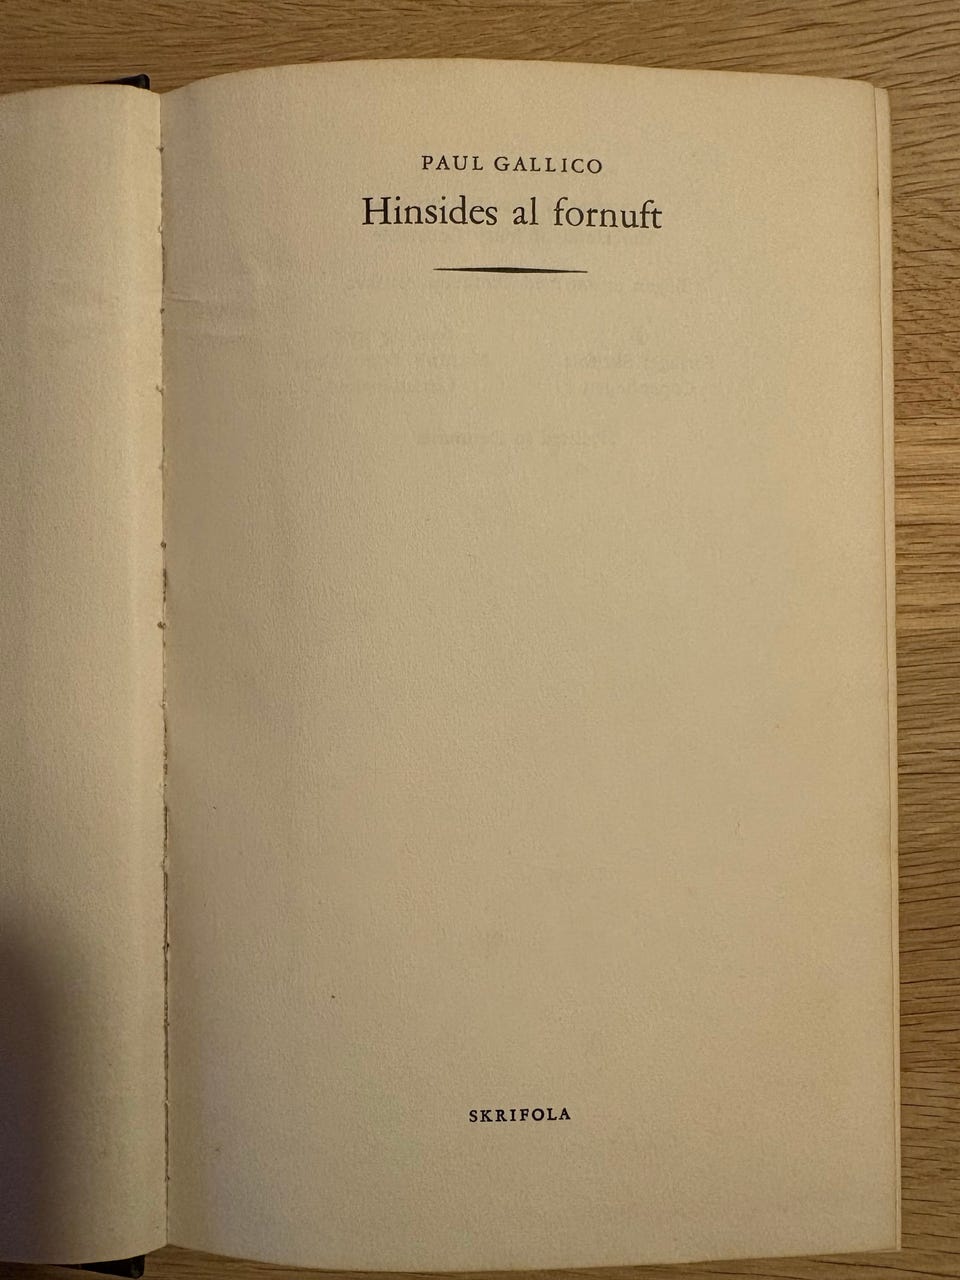 PAUL GALLICO
Hinsides al fornuft
SKRIFOLA